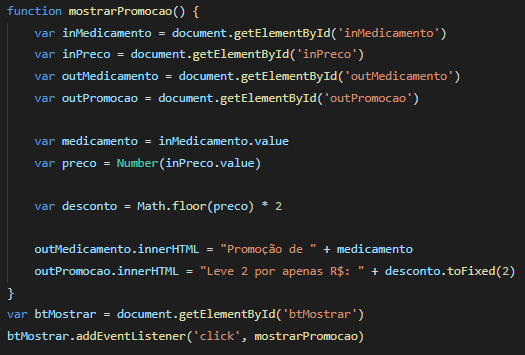 function mostrarPromocao() {
var inMedicamento = document.getElementById('inMedicamento')
var inPreco = document.getElementById('inPreco')
var outMedicamento = document.getElementById('outMedicamento')
var outPromocao = document.getElementById('outPromocao')
var medicamento = inMedicamento.value
var preco = Number(inPreco.value)
var desconto = Math.floor(preco) * 2
outMedicamento.innerHTML = "Promoção de " + medicamento
outPromocao.innerHTML = "Leve 2 por apenas R$: " + desconto.toFixed(2)
}
var btMostrar = document.getElementById('btMostrar')
btMostrar.addEventListener('click', mostrarPromocao)